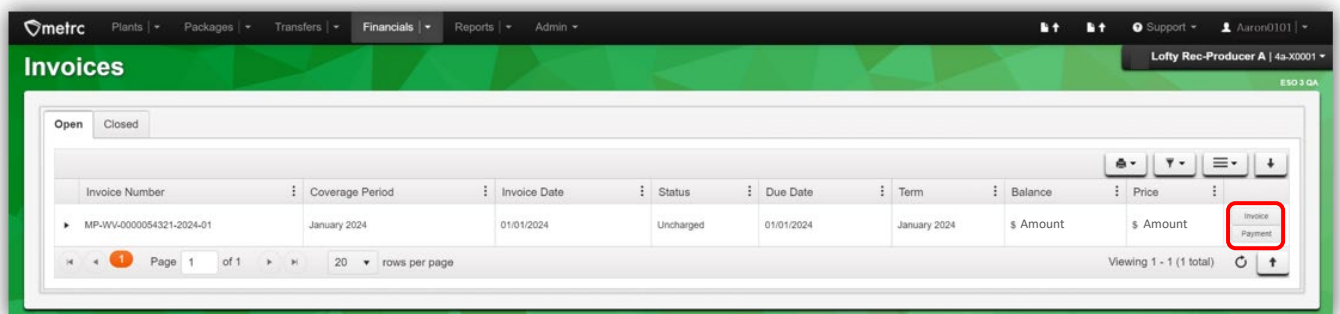 metrc Plants Packages Transfers Financials Reports Admin Support Aaron0101
Invoices Lofty Rec-Producer A | 4a-X0001
ESO 3 QA
Open Closed
Invoice Number Coverage Period Invoice Date Status Due Date Term Balance Price
MP-WV-0000054321-2024-01 January 2024 01/01/2024 Uncharged 01/01/2024 January 2024 $ Amount $ Amount Invoice
Payment
1 Page 1 of 1 20 rows per page Viewing 1 - 1 (1 total)